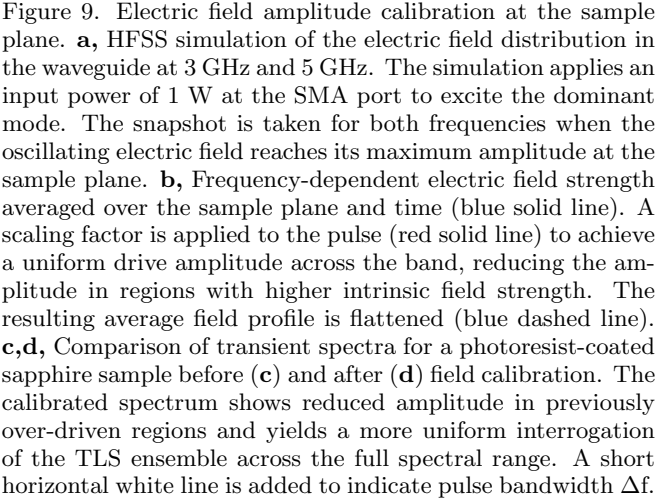 Figure 9. Electric field amplitude calibration at the sample
plane. a, HFSS simulation of the electric field distribution in
the waveguide at 3 GHz and 5 GHz. The simulation applies an
input power of 1 W at the SMA port to excite the dominant
mode. The snapshot is taken for both frequencies when the
oscillating electric field reaches its maximum amplitude at the
sample plane. b, Frequency-dependent electric field strength
averaged over the sample plane and time (blue solid line). A
scaling factor is applied to the pulse (red solid line) to achieve
a uniform drive amplitude across the band, reducing the am-
plitude in regions with higher intrinsic field strength. The
resulting average field profile is flattened (blue dashed line).
c,d, Comparison of transient spectra for a photoresist-coated
sapphire sample before (c) and after (d) field calibration. The
calibrated spectrum shows reduced amplitude in previously
over-driven regions and yields a more uniform interrogation
of the TLS ensemble across the full spectral range. A short
horizontal white line is added to indicate pulse bandwidth Δf.